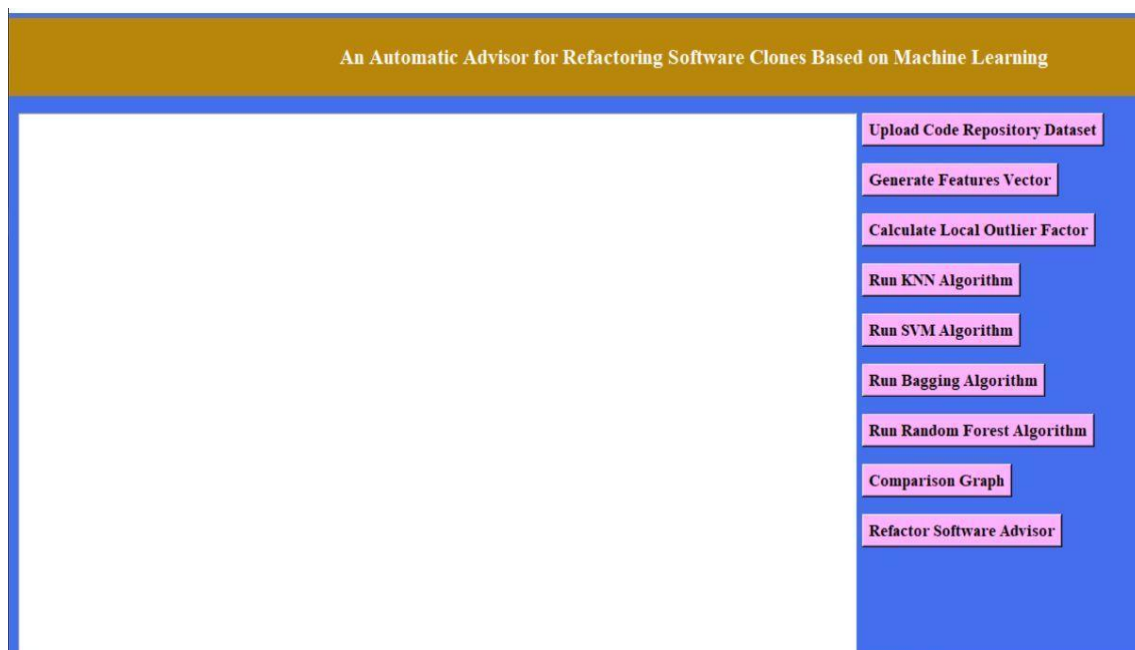 An Automatic Advisor for Refactoring Software Clones Based on Machine Learning
Upload Code Repository Dataset
Generate Features Vector
Calculate Local Outlier Factor
Run KNN Algorithm
Run SVM Algorithm
Run Bagging Algorithm
Run Random Forest Algorithm
Comparison Graph
Refactor Software Advisor